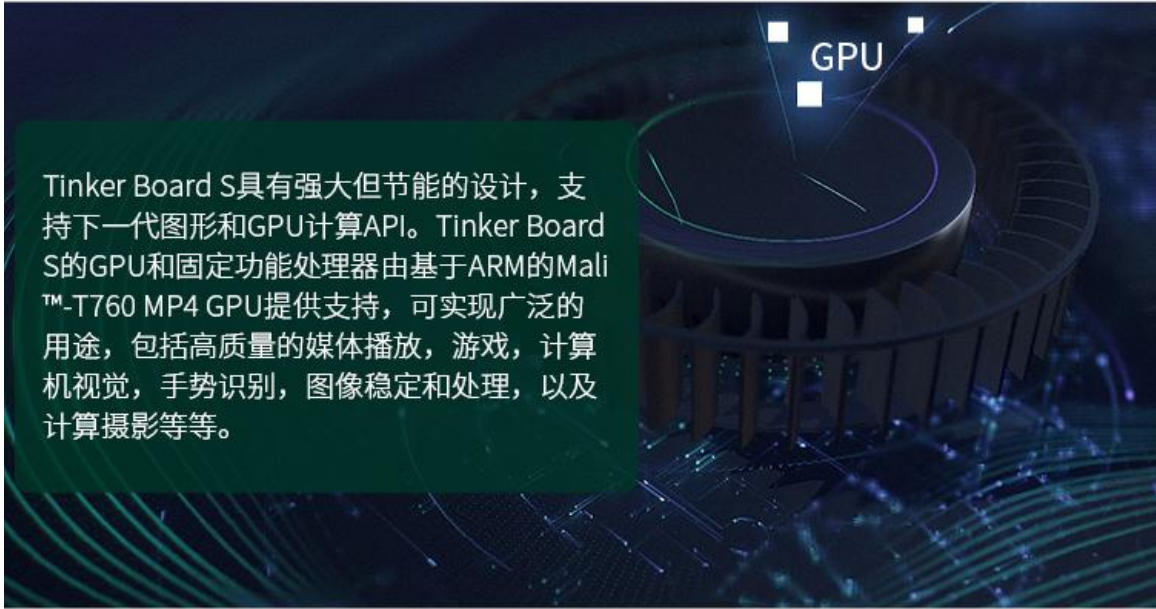 GPU
Tinker Board S具有强大但节能的设计，支
持下一代图形和GPU计算API。Tinker Board
S的GPU和固定功能处理器由基于ARM的Mali
™-T760 MP4 GPU提供支持，可实现广泛的
用途，包括高质量的媒体播放，游戏，计算
机视觉，手势识别，图像稳定和处理，以及
计算摄影等等。